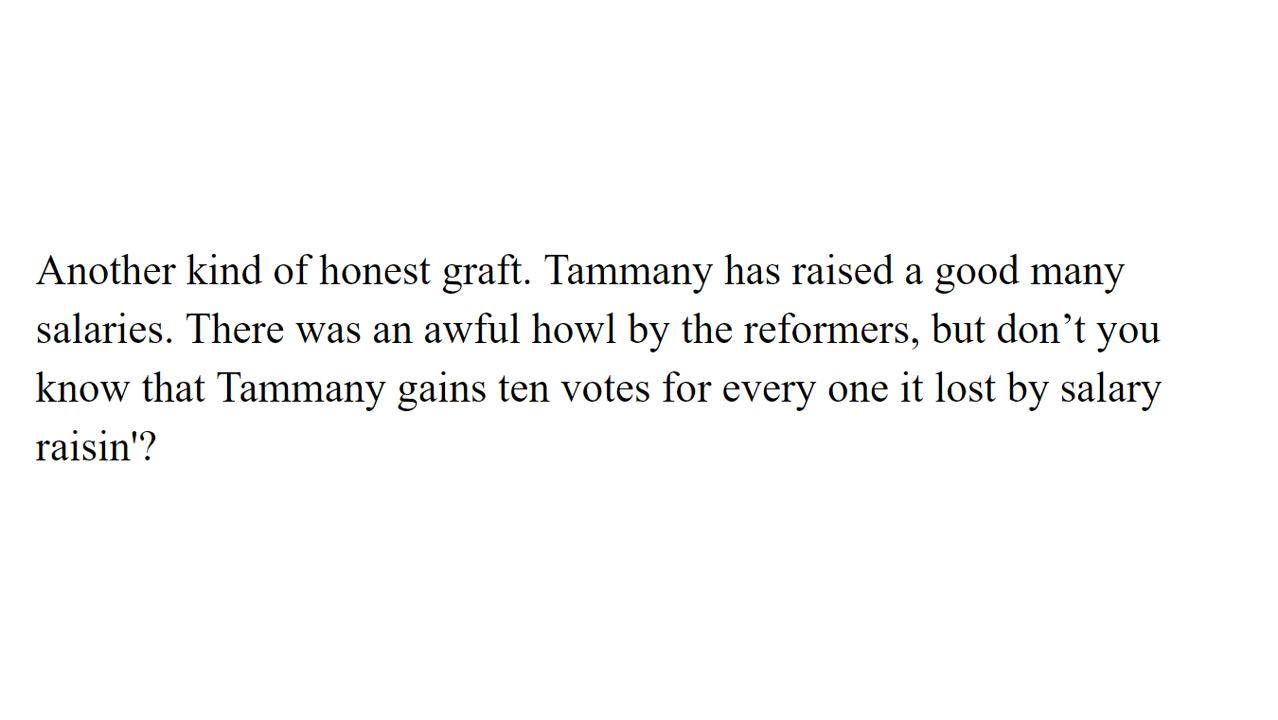 Another kind of honest graft. Tammany has raised a good many
salaries. There was an awful howl by the reformers, but don’t you
know that Tammany gains ten votes for every one it lost by salary
raisin'?